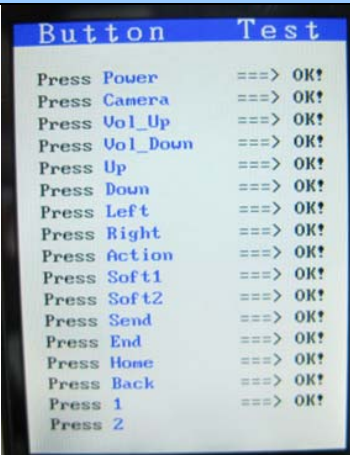 Button Test
Press Power ===> OK!
Press Camera ===> OK!
Press Vol_Up ===> OK!
Press Vol_Down ===> OK!
Press Up ===> OK!
Press Down ===> OK!
Press Left ===> OK!
Press Right ===> OK!
Press Action ===> OK!
Press Soft1 ===> OK!
Press Soft2 ===> OK!
Press Send ===> OK!
Press End ===> OK!
Press Home ===> OK!
Press Back ===> OK!
Press 1 ===> OK!
Press 2